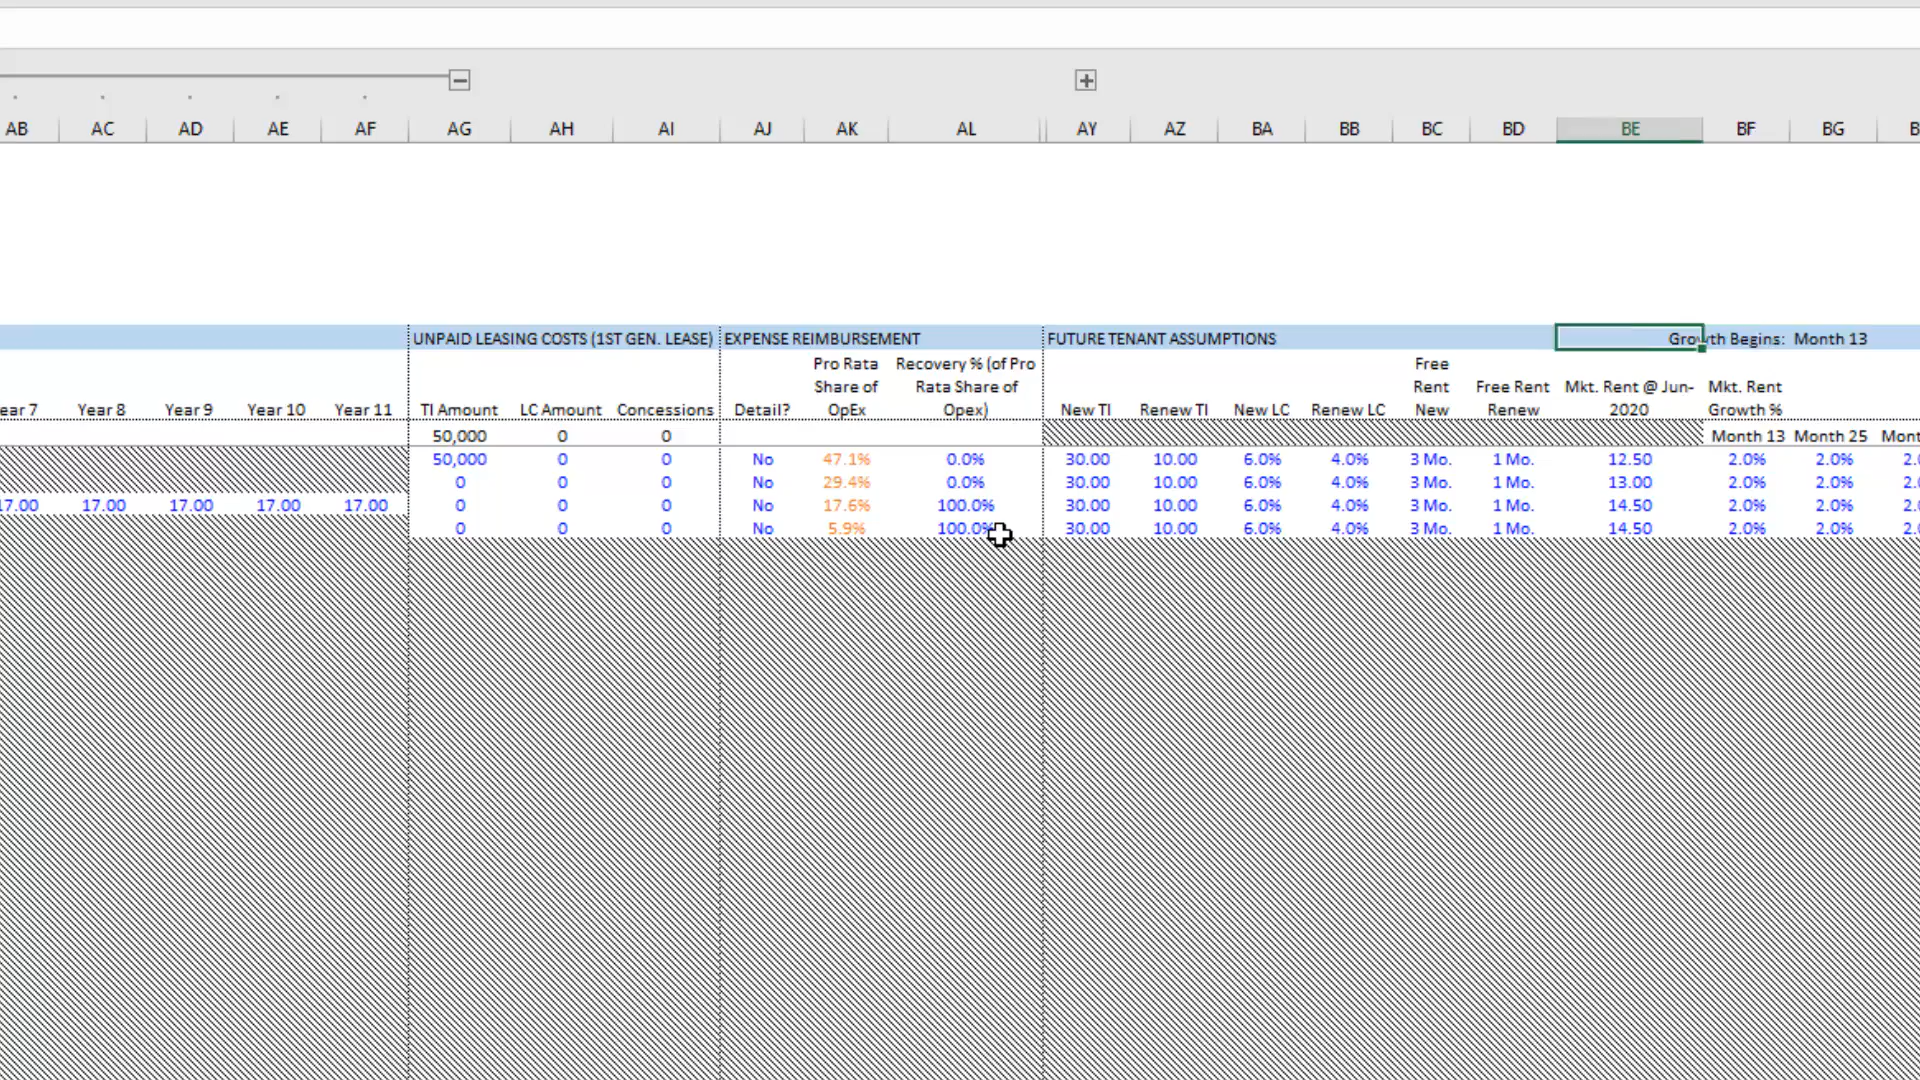 AB AC AD AE AF AG AH AI AJ AK AL AY AZ BA BB BC BD BE BF BG
UNPAID LEASING COSTS (1ST GEN. LEASE) EXPENSE REIMBURSEMENT FUTURE TENANT ASSUMPTIONS Growth Begins: Month 13
Pro Rata Recovery % (of Pro Free
Share of Rata Share of Rent Free Rent Mkt. Rent @ Jun- Mkt. Rent
ear 7 Year 8 Year 9 Year 10 Year 11 TI Amount LC Amount Concessions Detail? OpEx Opex) New TI Renew TI New LC Renew LC New Renew 2020 Growth %
50,000 0 0 Month 13 Month 25 Mont
50,000 0 0 No 47.1% 0.0% 30.00 10.00 6.0% 4.0% 3 Mo. 1 Mo. 12.50 2.0% 2.0% 2.
0 0 0 No 29.4% 0.0% 30.00 10.00 6.0% 4.0% 3 Mo. 1 Mo. 13.00 2.0% 2.0% 2.
17.00 17.00 17.00 17.00 17.00 0 0 0 No 17.6% 100.0% 30.00 10.00 6.0% 4.0% 3 Mo. 1 Mo. 14.50 2.0% 2.0% 2.
0 0 0 No 5.9% 100.0% 30.00 10.00 6.0% 4.0% 3 Mo. 1 Mo. 14.50 2.0% 2.0% 2.